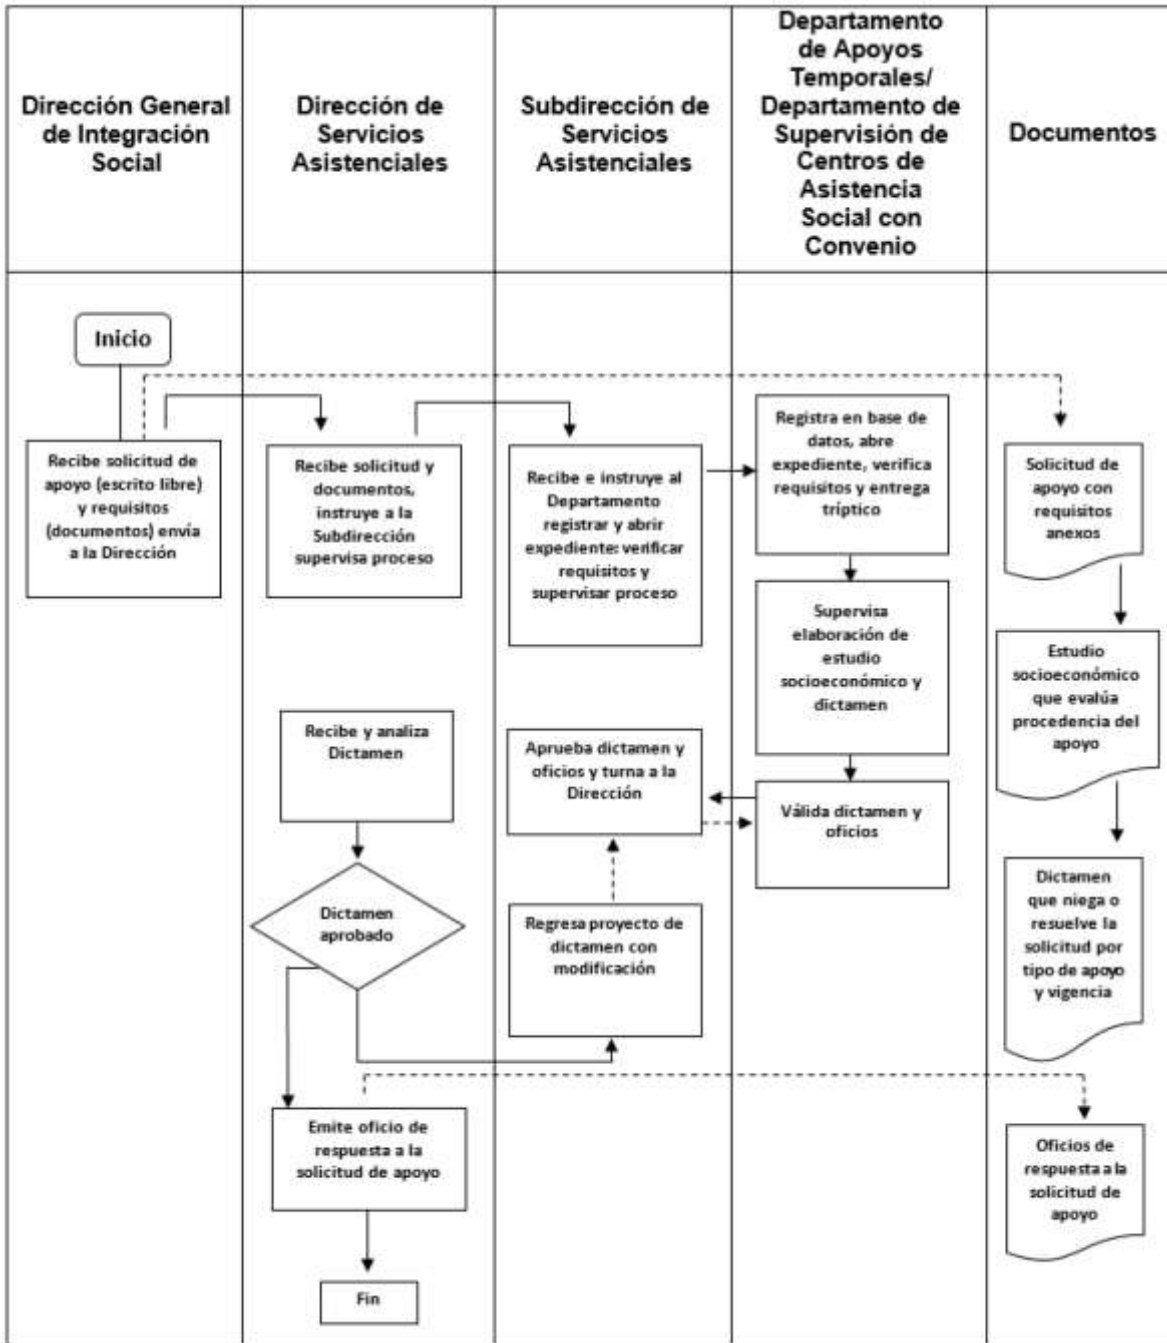 Dirección General
de Integración
Social
Dirección de
Servicios
Asistenciales
Subdirección de
Servicios
Asistenciales
Departamento
de Apoyos
Temporales/
Departamento de
Supervisión de
Centros de
Asistencia
Social con
Convenio
Documentos
Inicio
Recibe solicitud de
apoyo (escrito libre)
y requisitos
(documentos) envía
a la Dirección
Recibe solicitud y
documentos,
instruye a la
Subdirección
supervisa proceso
Recibe e instruye al
Departamento
registrar y abrir
expediente: verificar
requisitos y
supervisar proceso
Registra en base de
datos, abre
expediente, verifica
requisitos y entrega
tríptico
Solicitud de
apoyo con
requisitos
anexos
Supervisa
elaboración de
estudio
socioeconómico y
dictamen
Estudio
socioeconómico
que evalúa
procedencia del
apoyo
Recibe y analiza
Dictamen
Aprueba dictamen y
oficios y turna a la
Dirección
Válida dictamen y
oficios
Dictamen
aprobado
Regresa proyecto de
dictamen con
modificación
Dictamen
que niega o
resuelve la
solicitud por
tipo de apoyo
y vigencia
Emite oficio de
respuesta a la
solicitud de apoyo
Oficios de
respuesta a la
solicitud de
apoyo
Fin